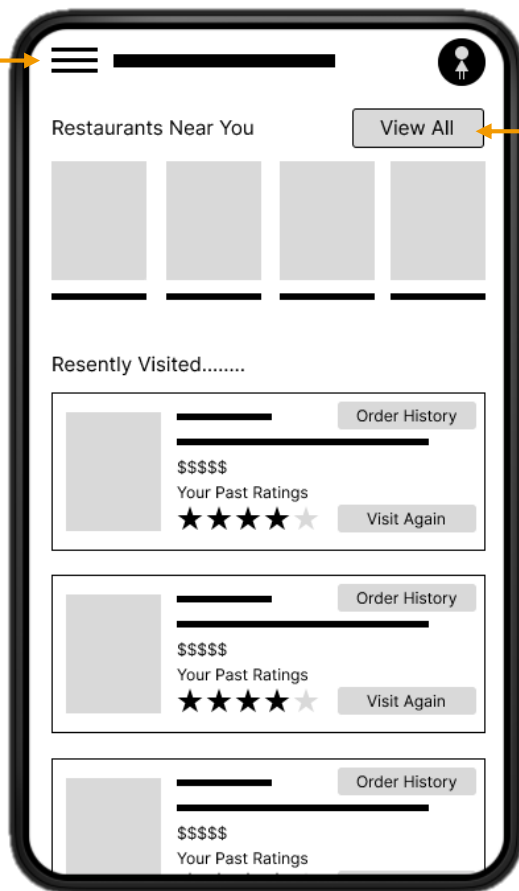 Restaurants Near You
View All
Resently Visited........
Order History
$$$$$
Your Past Ratings
Visit Again
Order History
$$$$$
Your Past Ratings
Visit Again
Order History
$$$$$
Your Past Ratings